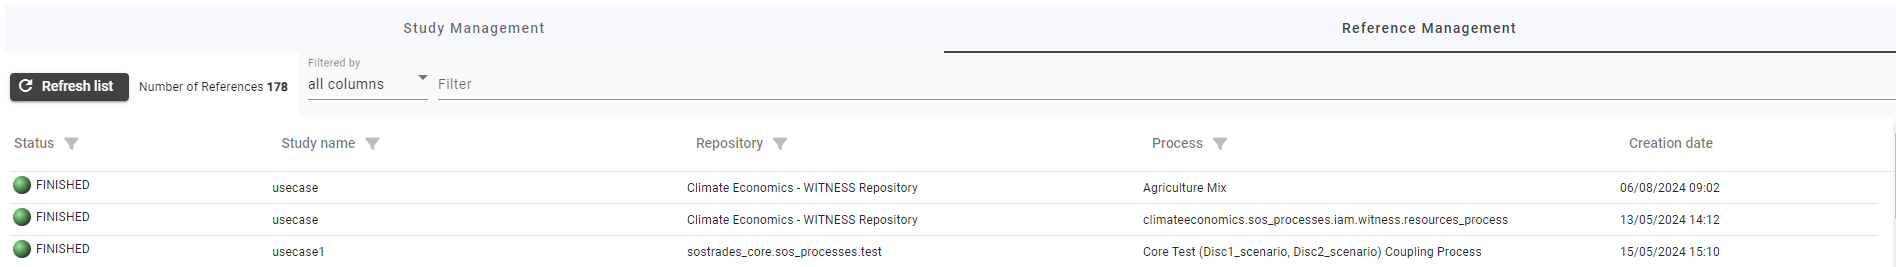 Study Management
Reference Management
Refresh list
Number of References 178
Filtered by
all columns
Filter
Status Study name Repository Process Creation date
FINISHED usecase Climate Economics - WITNESS Repository Agriculture Mix 06/08/2024 09:02
FINISHED usecase Climate Economics - WITNESS Repository climateeconomics.sos_processes.iam.witness.resources_process 13/05/2024 14:12
FINISHED usecase1 sostrades_core.sos_processes.test Core Test (Disc1_scenario, Disc2_scenario) Coupling Process 15/05/2024 15:10